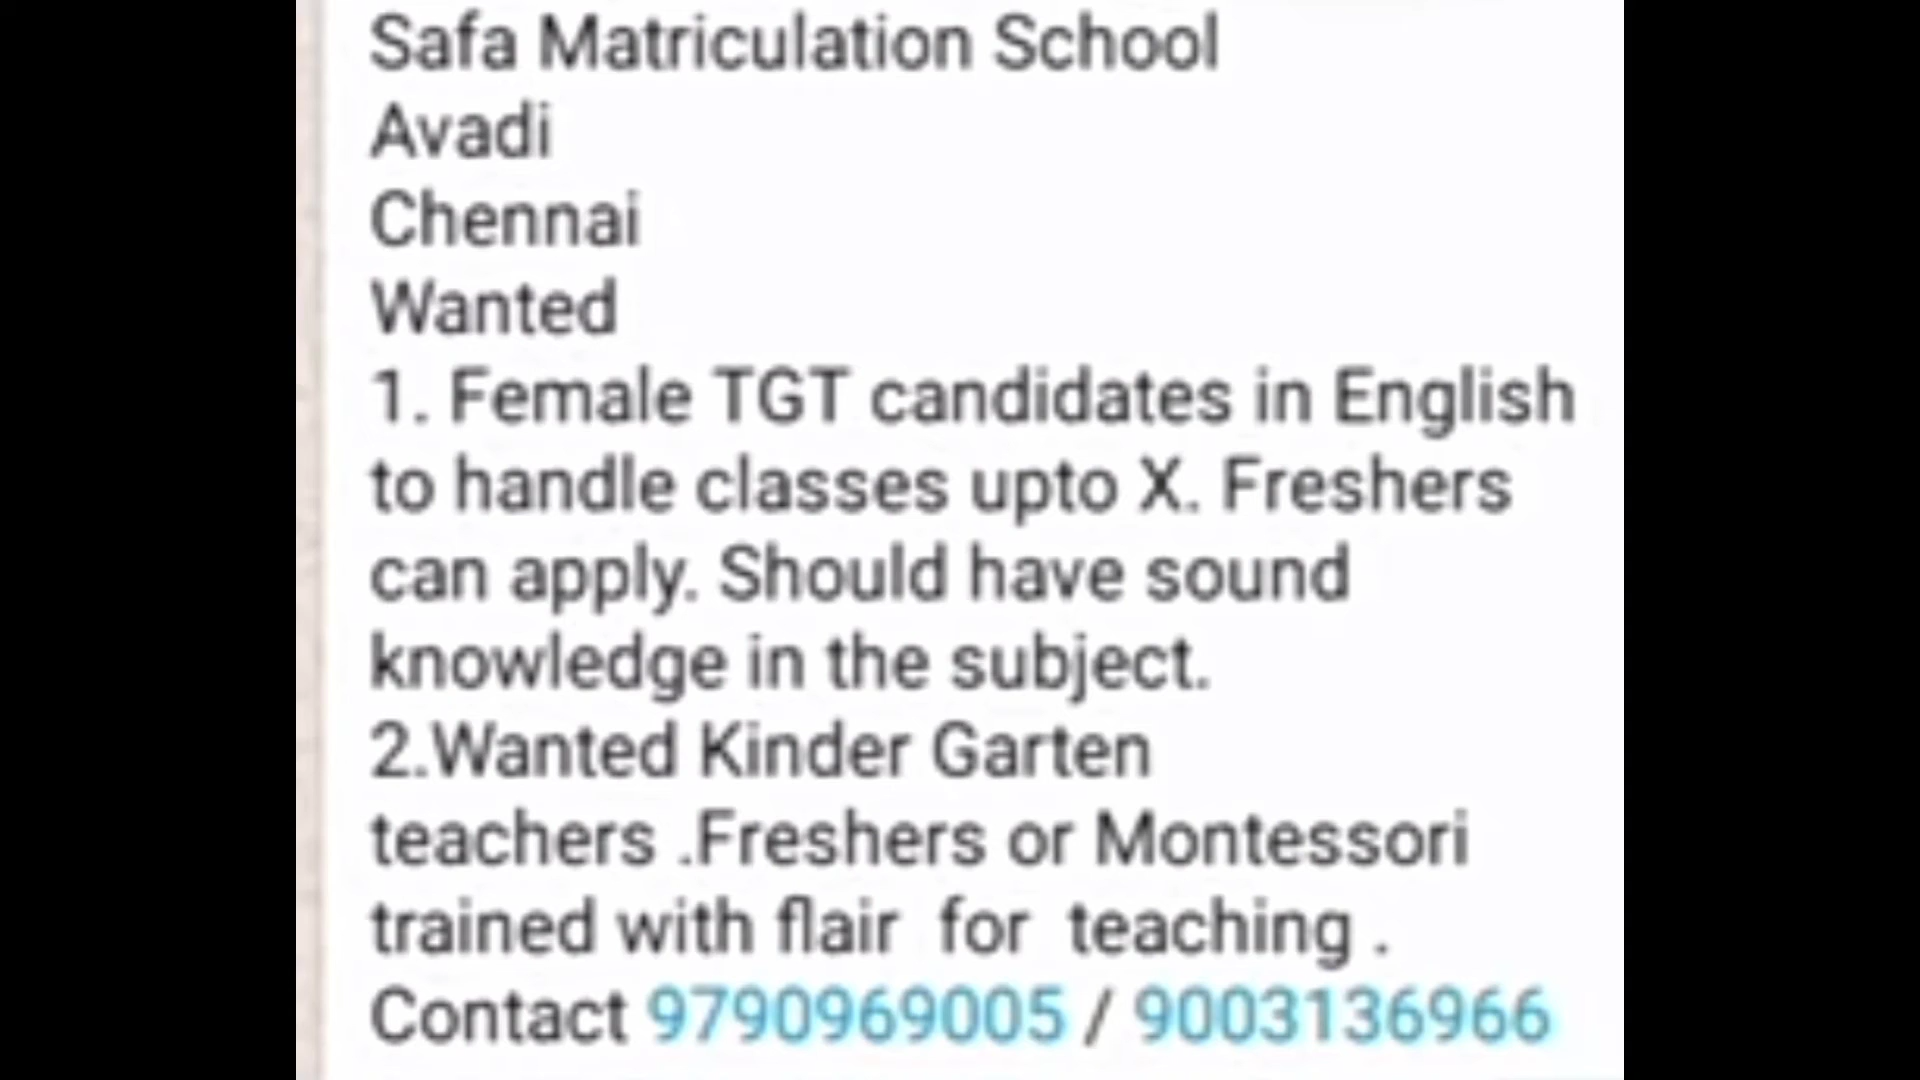 Safa Matriculation School
Avadi
Chennai
Wanted
1. Female TGT candidates in English
to handle classes upto X. Freshers
can apply. Should have sound
knowledge in the subject.
2.Wanted Kinder Garten
teachers .Freshers or Montessori
trained with flair  for  teaching .
Contact 9790969005 / 9003136966